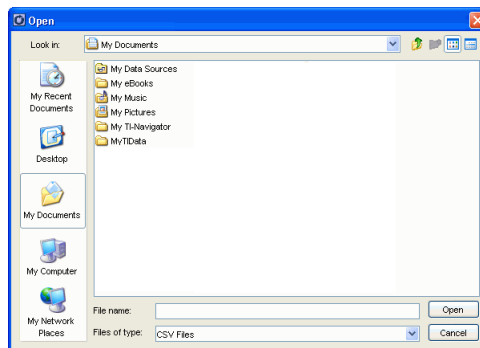 Open
Look in: My Documents
My Recent
Documents
Desktop
My Documents
My Computer
My Network
Places
My Data Sources
My eBooks
My Music
My Pictures
My TI-Navigator
MyTIData
File name: Open
Files of type: CSV Files Cancel